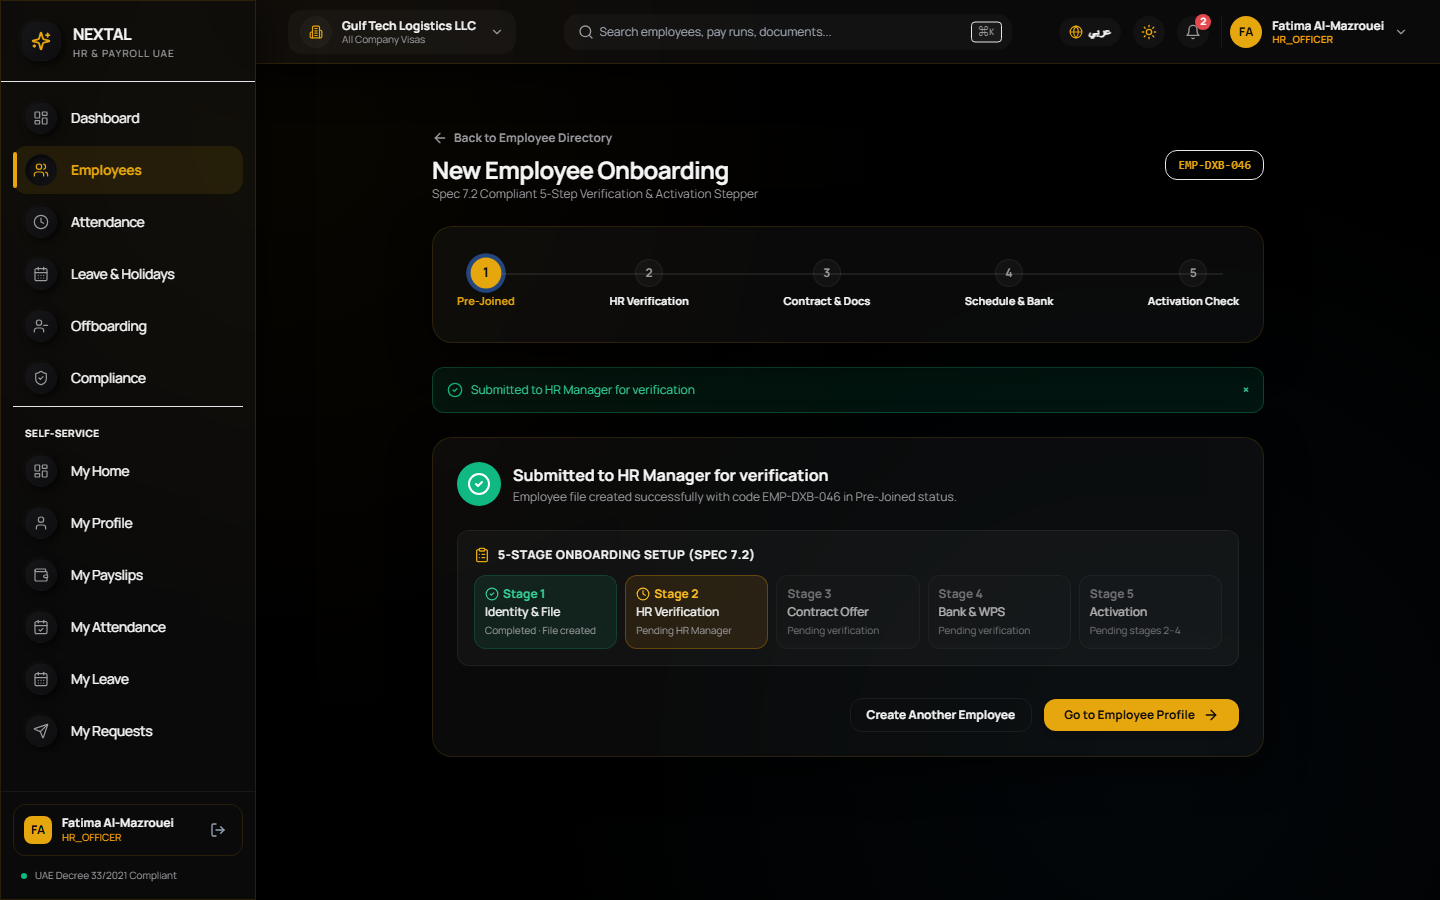 NEXTAL
HR & PAYROLL UAE
Dashboard
Employees
Attendance
Leave & Holidays
Offboarding
Compliance
SELF-SERVICE
My Home
My Profile
My Payslips
My Attendance
My Leave
My Requests
FA
Fatima Al-Mazrouei
HR_OFFICER
UAE Decree 33/2021 Compliant
Gulf Tech Logistics LLC
All Company Visas
Search employees, pay runs, documents...
⌘K
عربي
2
FA
Fatima Al-Mazrouei
HR_OFFICER
Back to Employee Directory
New Employee Onboarding
Spec 7.2 Compliant 5-Step Verification & Activation Stepper
EMP-DXB-046
1
Pre-Joined
2
HR Verification
3
Contract & Docs
4
Schedule & Bank
5
Activation Check
Submitted to HR Manager for verification
×
Submitted to HR Manager for verification
Employee file created successfully with code EMP-DXB-046 in Pre-Joined status.
5-STAGE ONBOARDING SETUP (SPEC 7.2)
Stage 1
Identity & File
Completed · File created
Stage 2
HR Verification
Pending HR Manager
Stage 3
Contract Offer
Pending verification
Stage 4
Bank & WPS
Pending verification
Stage 5
Activation
Pending stages 2–4
Create Another Employee
Go to Employee Profile